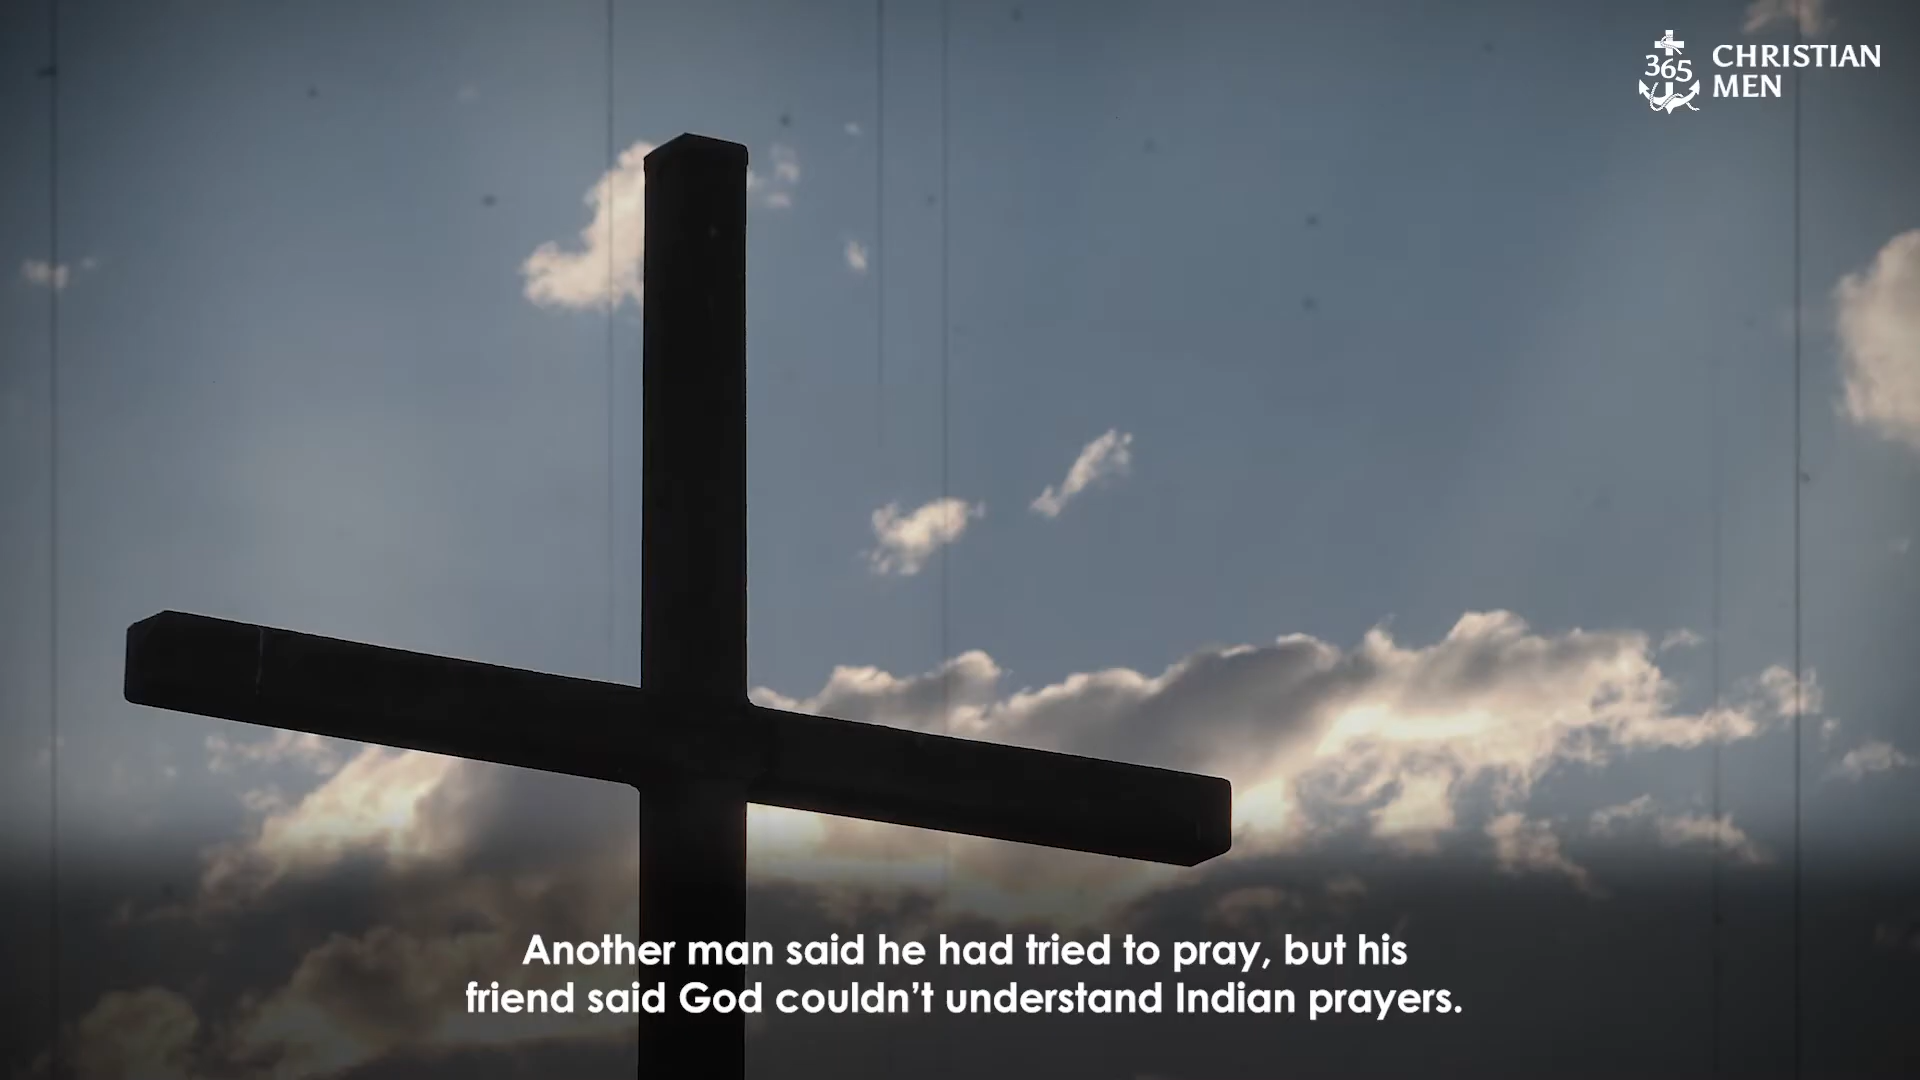 365
CHRISTIAN
MEN
Another man said he had tried to pray, but his
friend said God couldn’t understand Indian prayers.